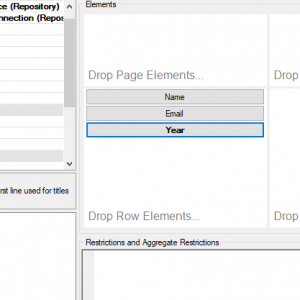 ce (Repository)
nnection (Repos
rst line used for titles
Elements
Drop Page Elements...
Drop
Name
Email
Year
Drop Row Elements...
Drop
Restrictions and Aggregate Restrictions